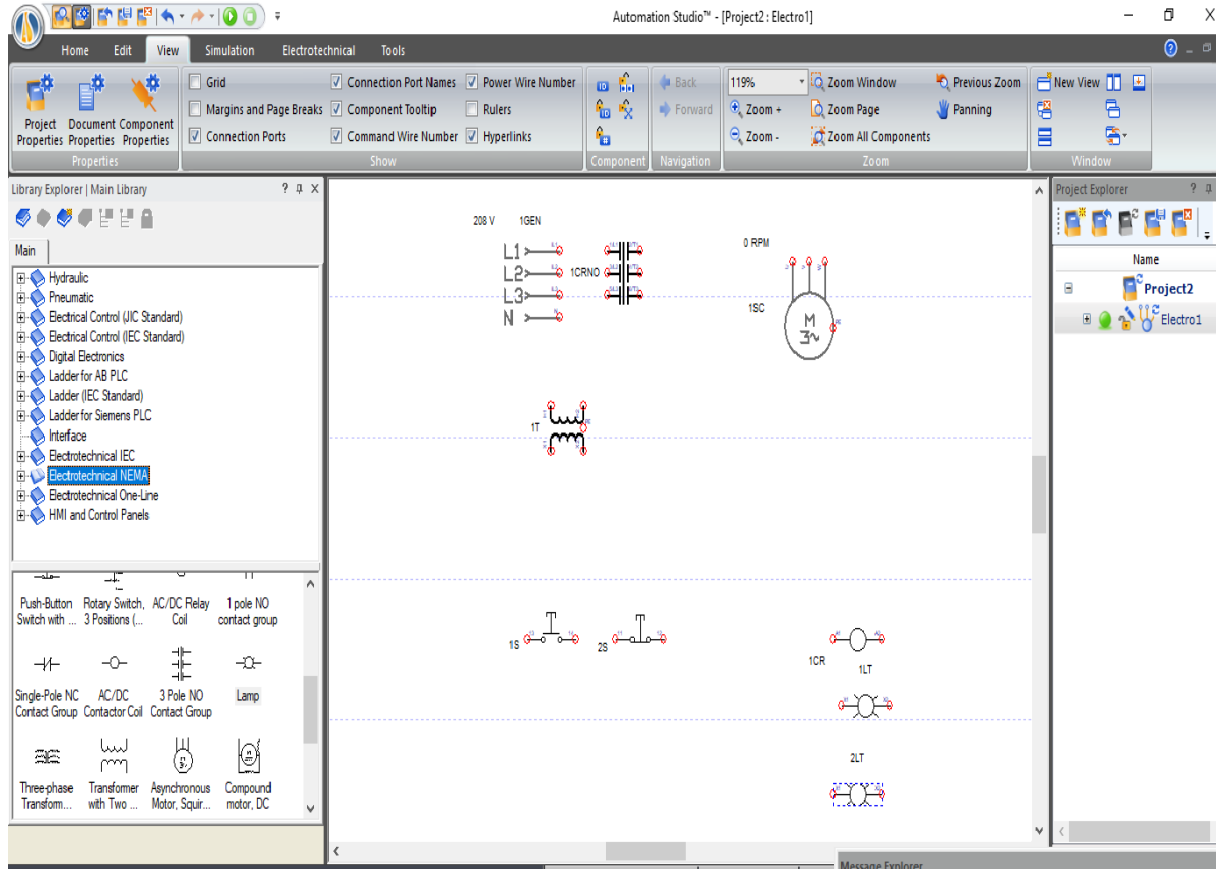 Automation Studio™ - [Project2 : Electro1]
Home Edit View Simulation Electrotechnical Tools
Project Properties
Document Properties
Component Properties
Properties
Grid
Margins and Page Breaks
Connection Ports
Connection Port Names
Component Tooltip
Command Wire Number
Power Wire Number
Rulers
Hyperlinks
Show
Component
Back
Forward
Navigation
119%
Zoom +
Zoom -
Zoom Window
Zoom Page
Zoom All Components
Previous Zoom
Panning
Zoom
New View
Window
Library Explorer | Main Library
Main
Hydraulic
Pneumatic
Electrical Control (JIC Standard)
Electrical Control (IEC Standard)
Digital Electronics
Ladder for AB PLC
Ladder (IEC Standard)
Ladder for Siemens PLC
Interface
Electrotechnical IEC
Electrotechnical NEMA
Electrotechnical One-Line
HMI and Control Panels
Push-Button Switch with ...
Rotary Switch, 3 Positions (...
AC/DC Relay Coil
1 pole NO contact group
Single-Pole NC Contact Group
AC/DC Contactor Coil
3 Pole NO Contact Group
Lamp
Three-phase Transform...
Transformer with Two ...
Asynchronous Motor, Squir...
Compound motor, DC
208 V 1GEN
L1
L2
L3
N
1CRNO
0 RPM
1SC
M
3~
1T
1S
2S
1CR
1LT
2LT
Project Explorer
Name
Project2
Electro1
Message Explorer